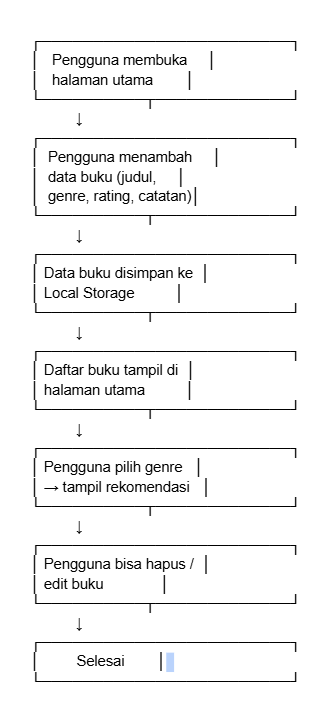 Pengguna membuka
halaman utama
↓
Pengguna menambah
data buku (judul,
genre, rating, catatan)
↓
Data buku disimpan ke
Local Storage
↓
Daftar buku tampil di
halaman utama
↓
Pengguna pilih genre
→ tampil rekomendasi
↓
Pengguna bisa hapus /
edit buku
↓
Selesai